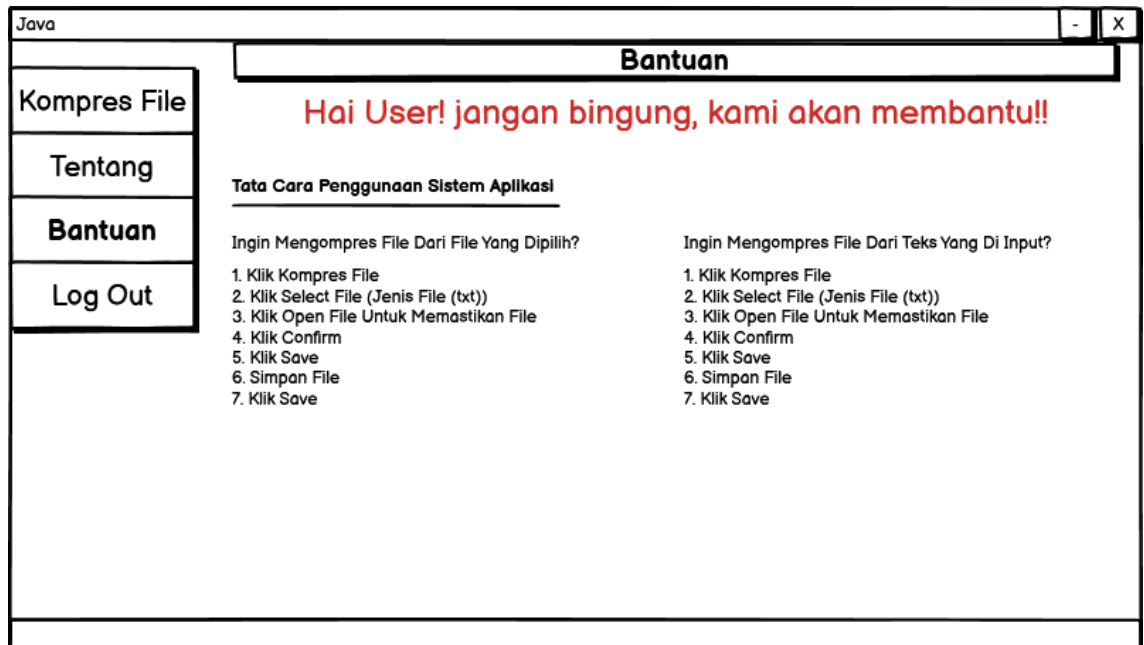 Java
-
X
Bantuan
Kompres File
Tentang
Bantuan
Log Out
Hai User! jangan bingung, kami akan membantu!!
Tata Cara Penggunaan Sistem Aplikasi
Ingin Mengompres File Dari File Yang Dipilih?
1. Klik Kompres File
2. Klik Select File (Jenis File (txt))
3. Klik Open File Untuk Memastikan File
4. Klik Confirm
5. Klik Save
6. Simpan File
7. Klik Save
Ingin Mengompres File Dari Teks Yang Di Input?
1. Klik Kompres File
2. Klik Select File (Jenis File (txt))
3. Klik Open File Untuk Memastikan File
4. Klik Confirm
5. Klik Save
6. Simpan File
7. Klik Save